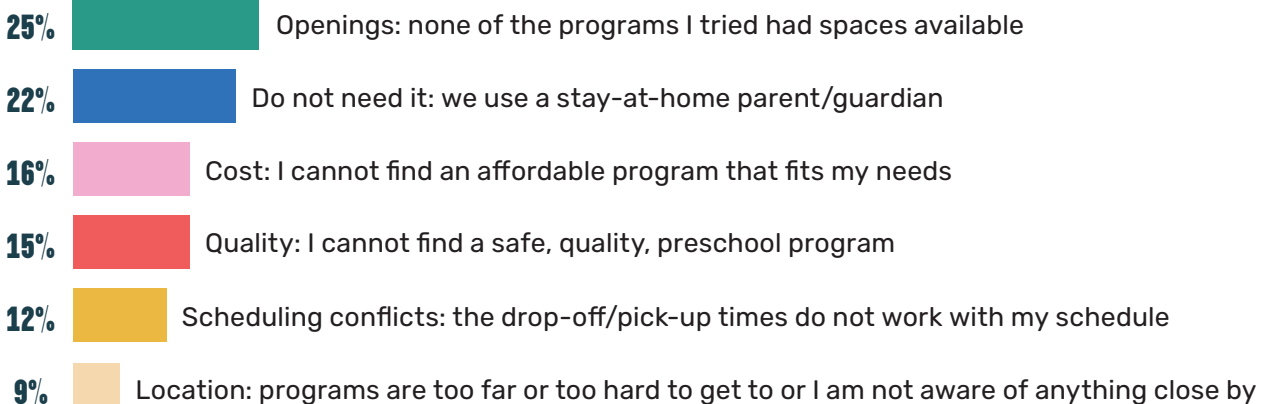 25% Openings: none of the programs I tried had spaces available
22% Do not need it: we use a stay-at-home parent/guardian
16% Cost: I cannot find an affordable program that fits my needs
15% Quality: I cannot find a safe, quality, preschool program
12% Scheduling conflicts: the drop-off/pick-up times do not work with my schedule
9% Location: programs are too far or too hard to get to or I am not aware of anything close by